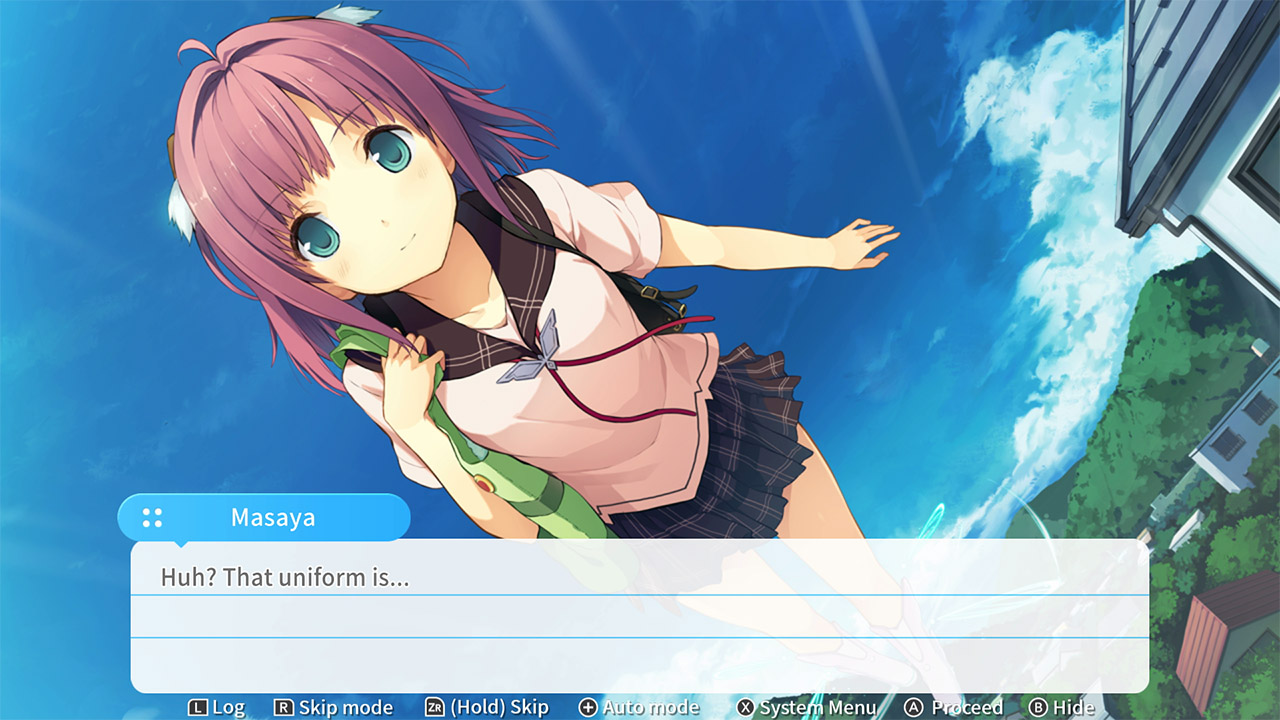 Masaya
Huh? That uniform is...
L Log R Skip mode ZR (Hold) Skip + Auto mode X System Menu A Proceed B Hide